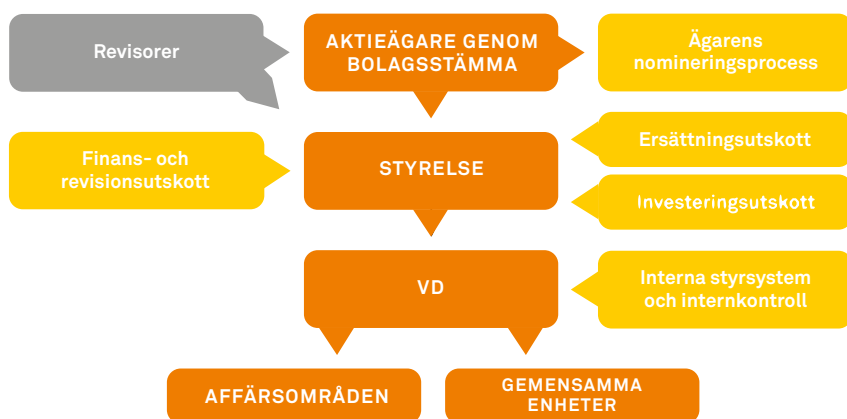 Revisorer
AKTIEÄGARE GENOM
BOLAGSSTÄMMA
Ägarens
nomineringsprocess
Finans- och
revisionsutskott
STYRELSE
Ersättningsutskott
Investeringsutskott
VD
Interna styrsystem
och internkontroll
AFFÄRSOMRÅDEN
GEMENSAMMA
ENHETER